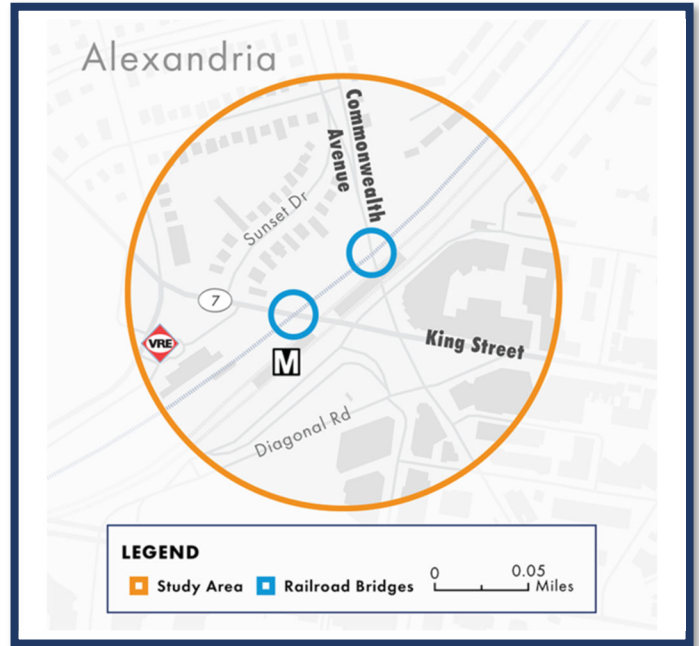 Alexandria
Commonwealth
Avenue
Sunset Dr
7
VRE
M
King Street
Diagonal Rd
LEGEND
Study Area
Railroad Bridges
0
0.05
Miles